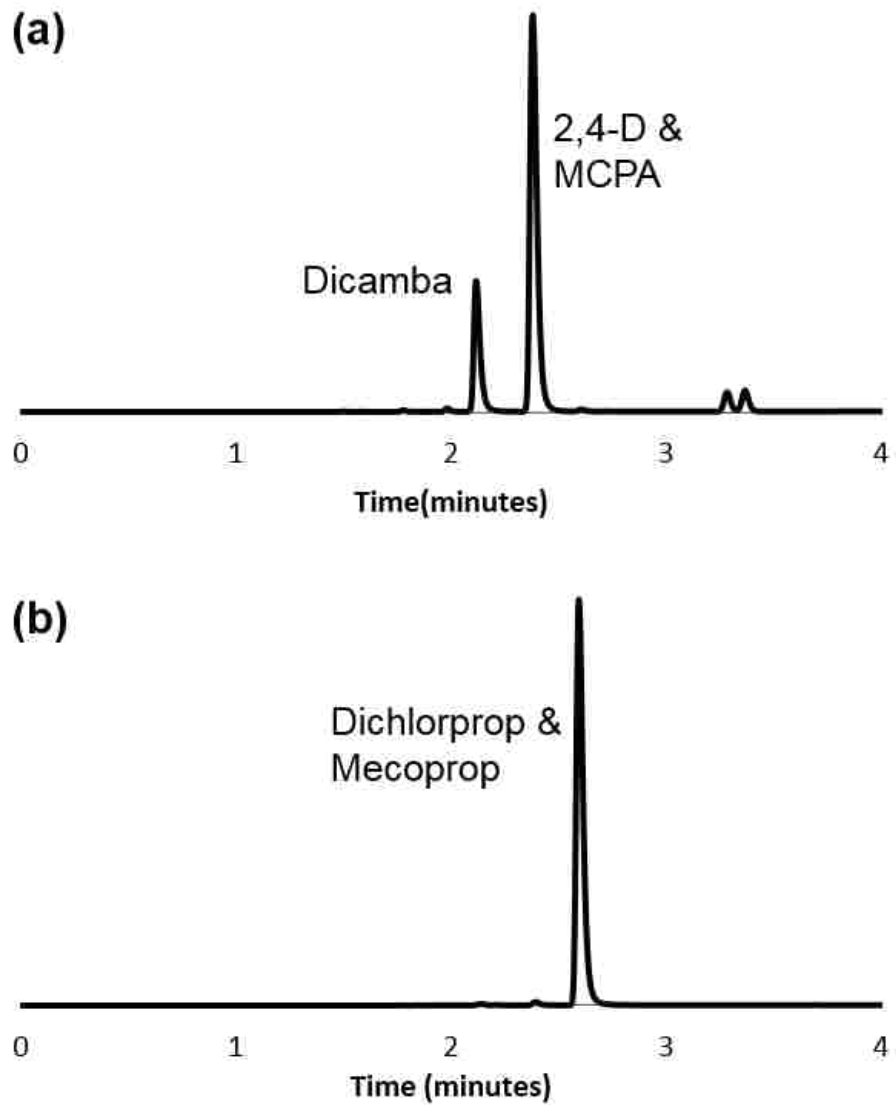 (a)
2,4-D &
MCPA
Dicamba
0 1 2 3 4
Time(minutes)
(b)
Dichlorprop &
Mecoprop
0 1 2 3 4
Time (minutes)